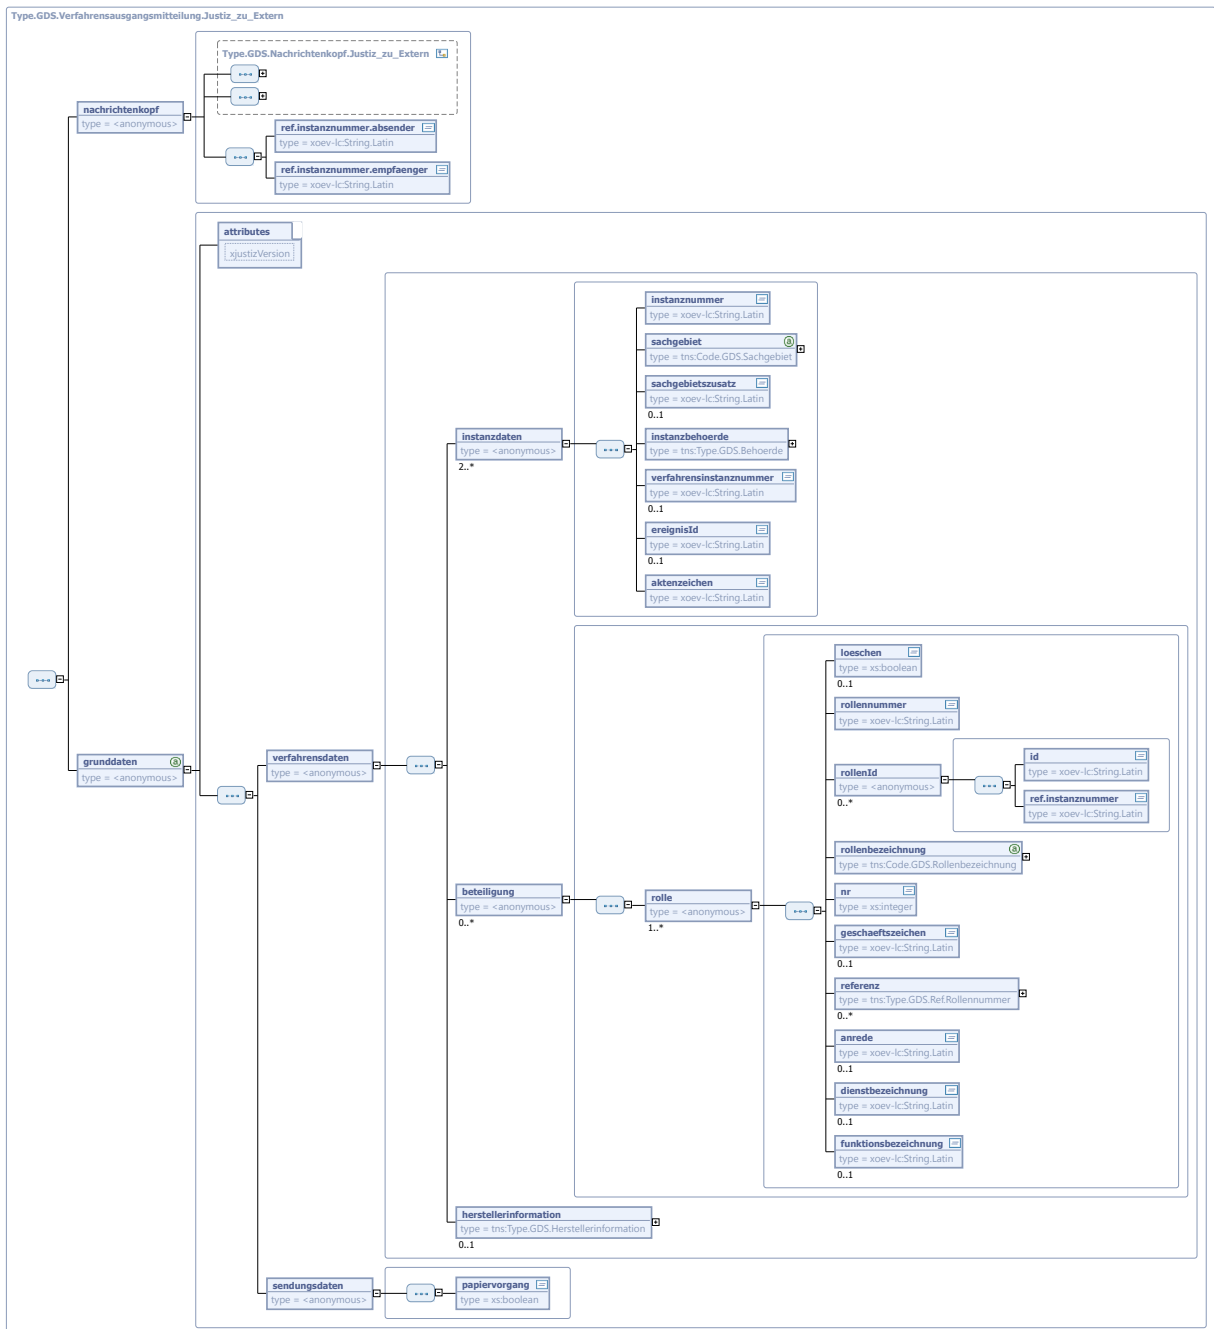 Type.GDS.Verfahrensausgangsmitteilung.Justiz_zu_Extern
Type.GDS.Nachrichtenkopf.Justiz_zu_Extern
nachrichtenkopf
type = <anonymous>
ref.instanznummer.absender
type = xoev-lc:String.Latin
ref.instanznummer.empfaenger
type = xoev-lc:String.Latin
attributes
xjustizVersion
instanznummer
type = xoev-lc:String.Latin
sachgebiet
type = tns:Code.GDS.Sachgebiet
sachgebietszusatz
type = xoev-lc:String.Latin
0..1
instanzdaten
type = <anonymous>
2..*
instanzbehoerde
type = tns:Type.GDS.Behoerde
verfahrensinstanznummer
type = xoev-lc:String.Latin
0..1
ereignisId
type = xoev-lc:String.Latin
0..1
aktenzeichen
type = xoev-lc:String.Latin
loeschen
type = xs:boolean
0..1
rollennummer
type = xoev-lc:String.Latin
grunddaten
type = <anonymous>
verfahrensdaten
type = <anonymous>
rollenId
type = <anonymous>
0..*
id
type = xoev-lc:String.Latin
ref.instanznummer
type = xoev-lc:String.Latin
rollenbezeichnung
type = tns:Code.GDS.Rollenbezeichnung
beteiligung
type = <anonymous>
0..*
rolle
type = <anonymous>
1..*
nr
type = xs:integer
geschaeftszeichen
type = xoev-lc:String.Latin
0..1
referenz
type = tns:Type.GDS.Ref.Rollennummer
0..*
anrede
type = xoev-lc:String.Latin
0..1
dienstbezeichnung
type = xoev-lc:String.Latin
0..1
funktionsbezeichnung
type = xoev-lc:String.Latin
0..1
herstellerinformation
type = tns:Type.GDS.Herstellerinformation
0..1
sendungsdaten
type = <anonymous>
papiervorgang
type = xs:boolean